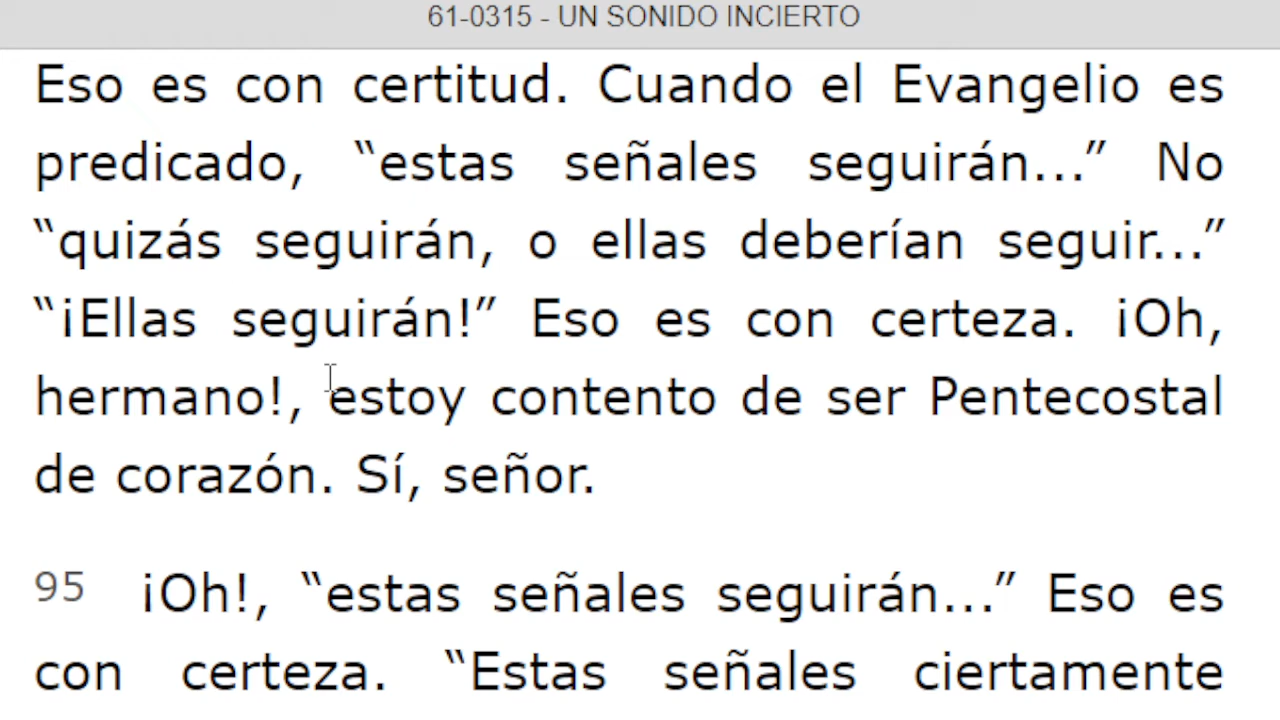 61-0315 - UN SONIDO INCIERTO
Eso es con certitud. Cuando el Evangelio es
predicado, “estas señales seguirán...” No
“quizás seguirán, o ellas deberían seguir...”
“¡Ellas seguirán!” Eso es con certeza. ¡Oh,
hermano!, estoy contento de ser Pentecostal
de corazón. Sí, señor.
95 ¡Oh!, “estas señales seguirán...” Eso es
con certeza. “Estas señales ciertamente